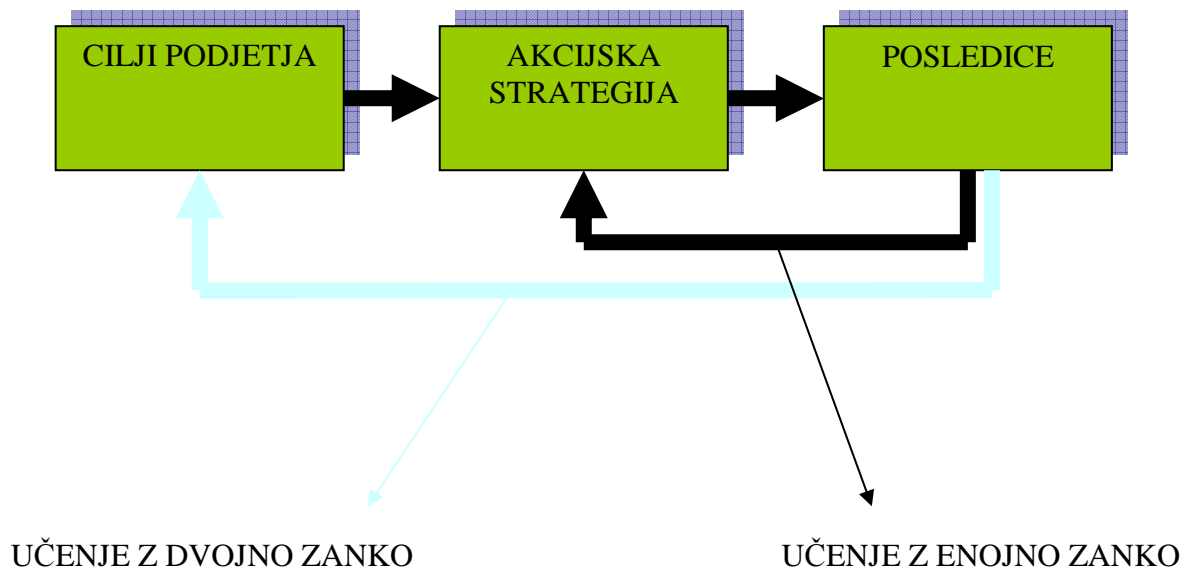 CILJI PODJETJA
AKCIJSKA
STRATEGIJA
POSLEDICE
UČENJE Z DVOJNO ZANKO
UČENJE Z ENOJNO ZANKO